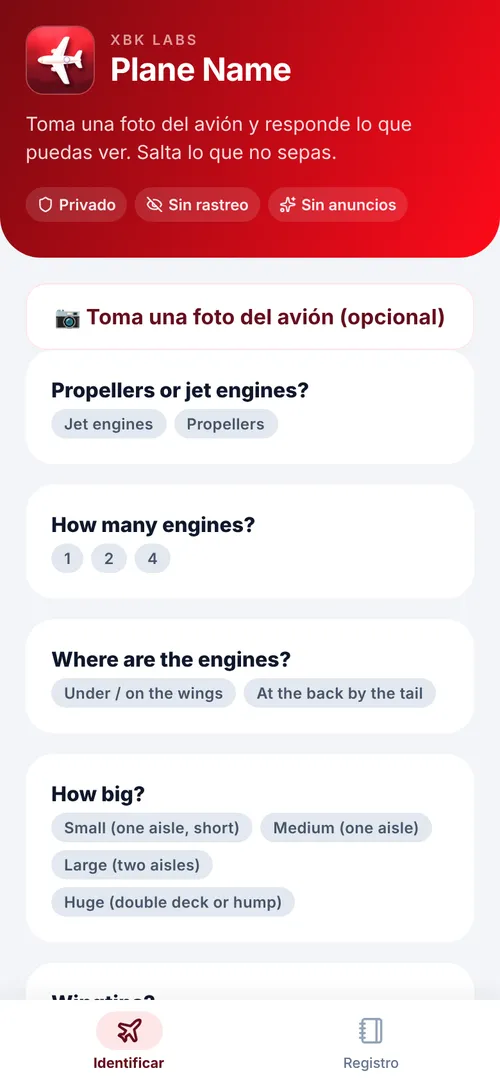 XBK LABS
Plane Name
Toma una foto del avión y responde lo que
puedas ver. Salta lo que no sepas.
Privado
Sin rastreo
Sin anuncios
📷 Toma una foto del avión (opcional)
Propellers or jet engines?
Jet engines
Propellers
How many engines?
1
2
4
Where are the engines?
Under / on the wings
At the back by the tail
How big?
Small (one aisle, short)
Medium (one aisle)
Large (two aisles)
Huge (double deck or hump)
Wingtips?
Identificar
Registro